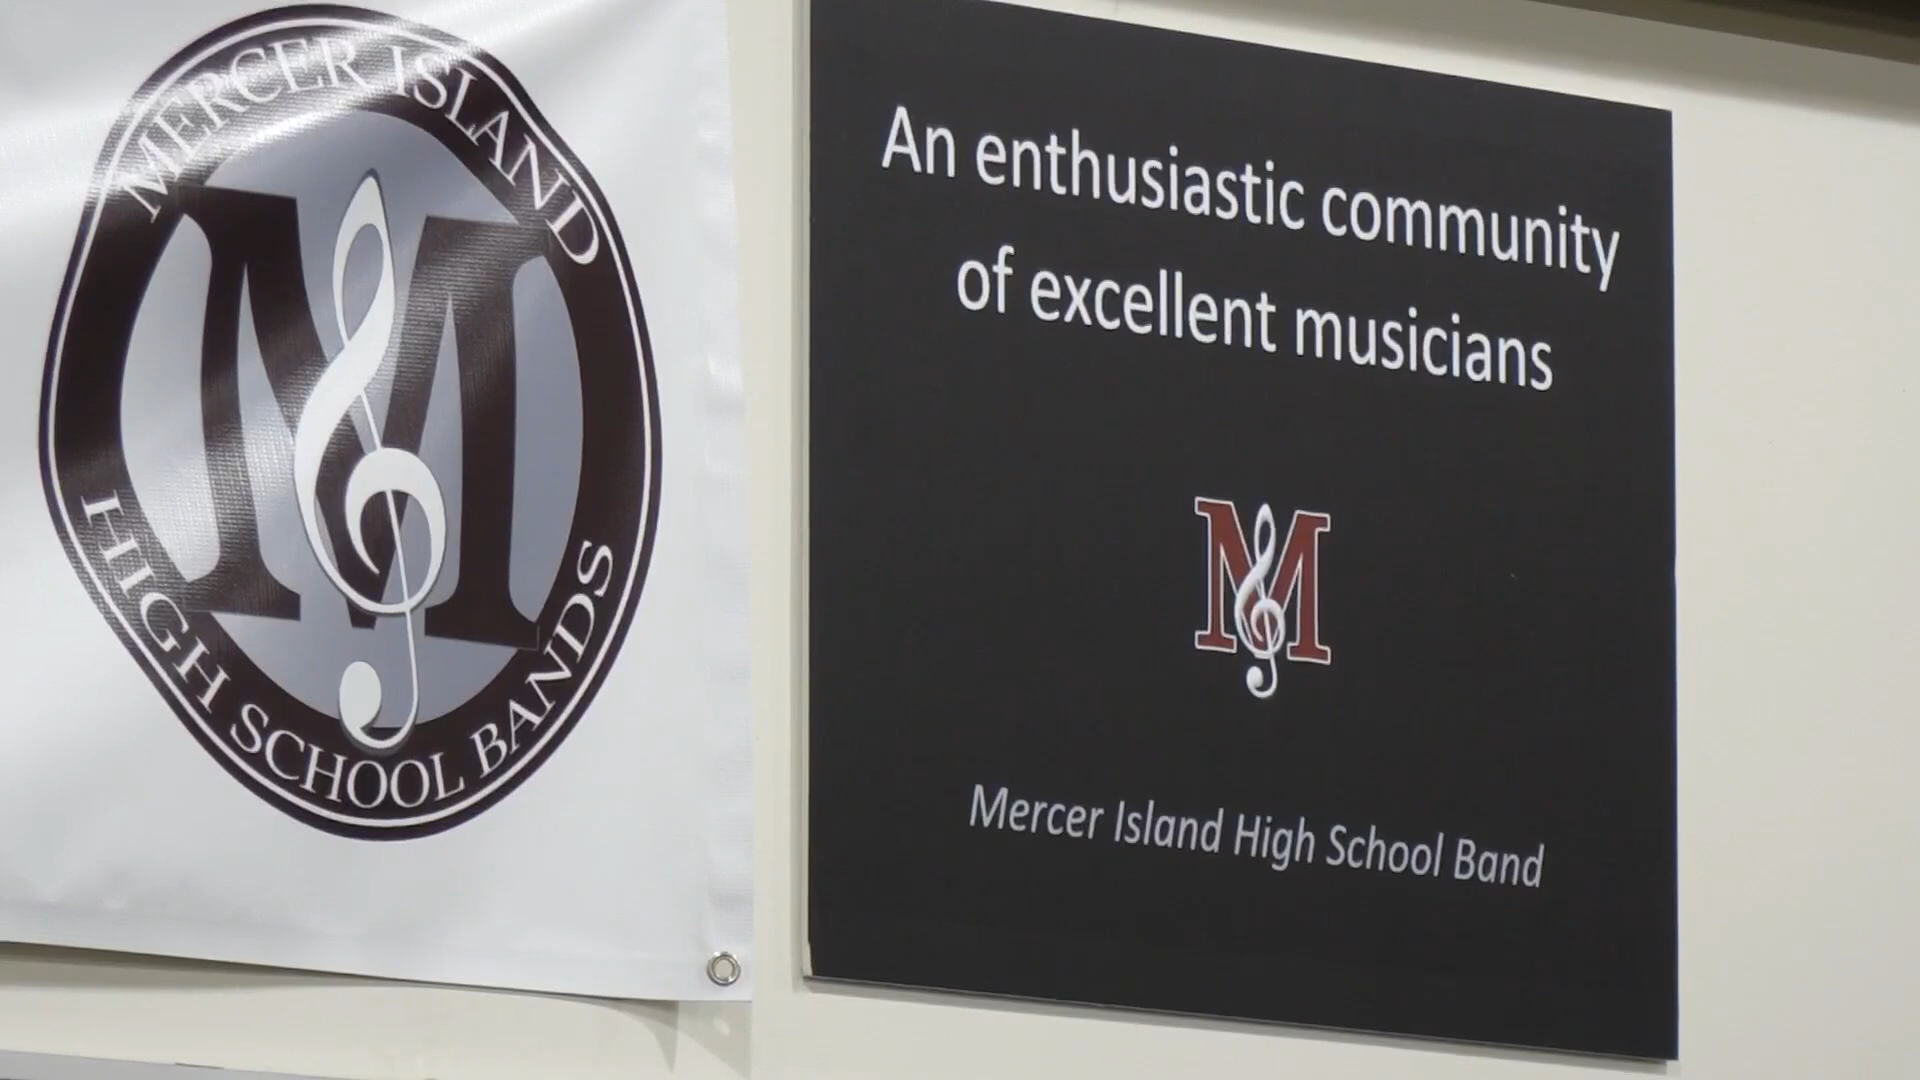 MERCER ISLAND
M
HIGH SCHOOL BANDS
An enthusiastic community
of excellent musicians
M
Mercer Island High School Band